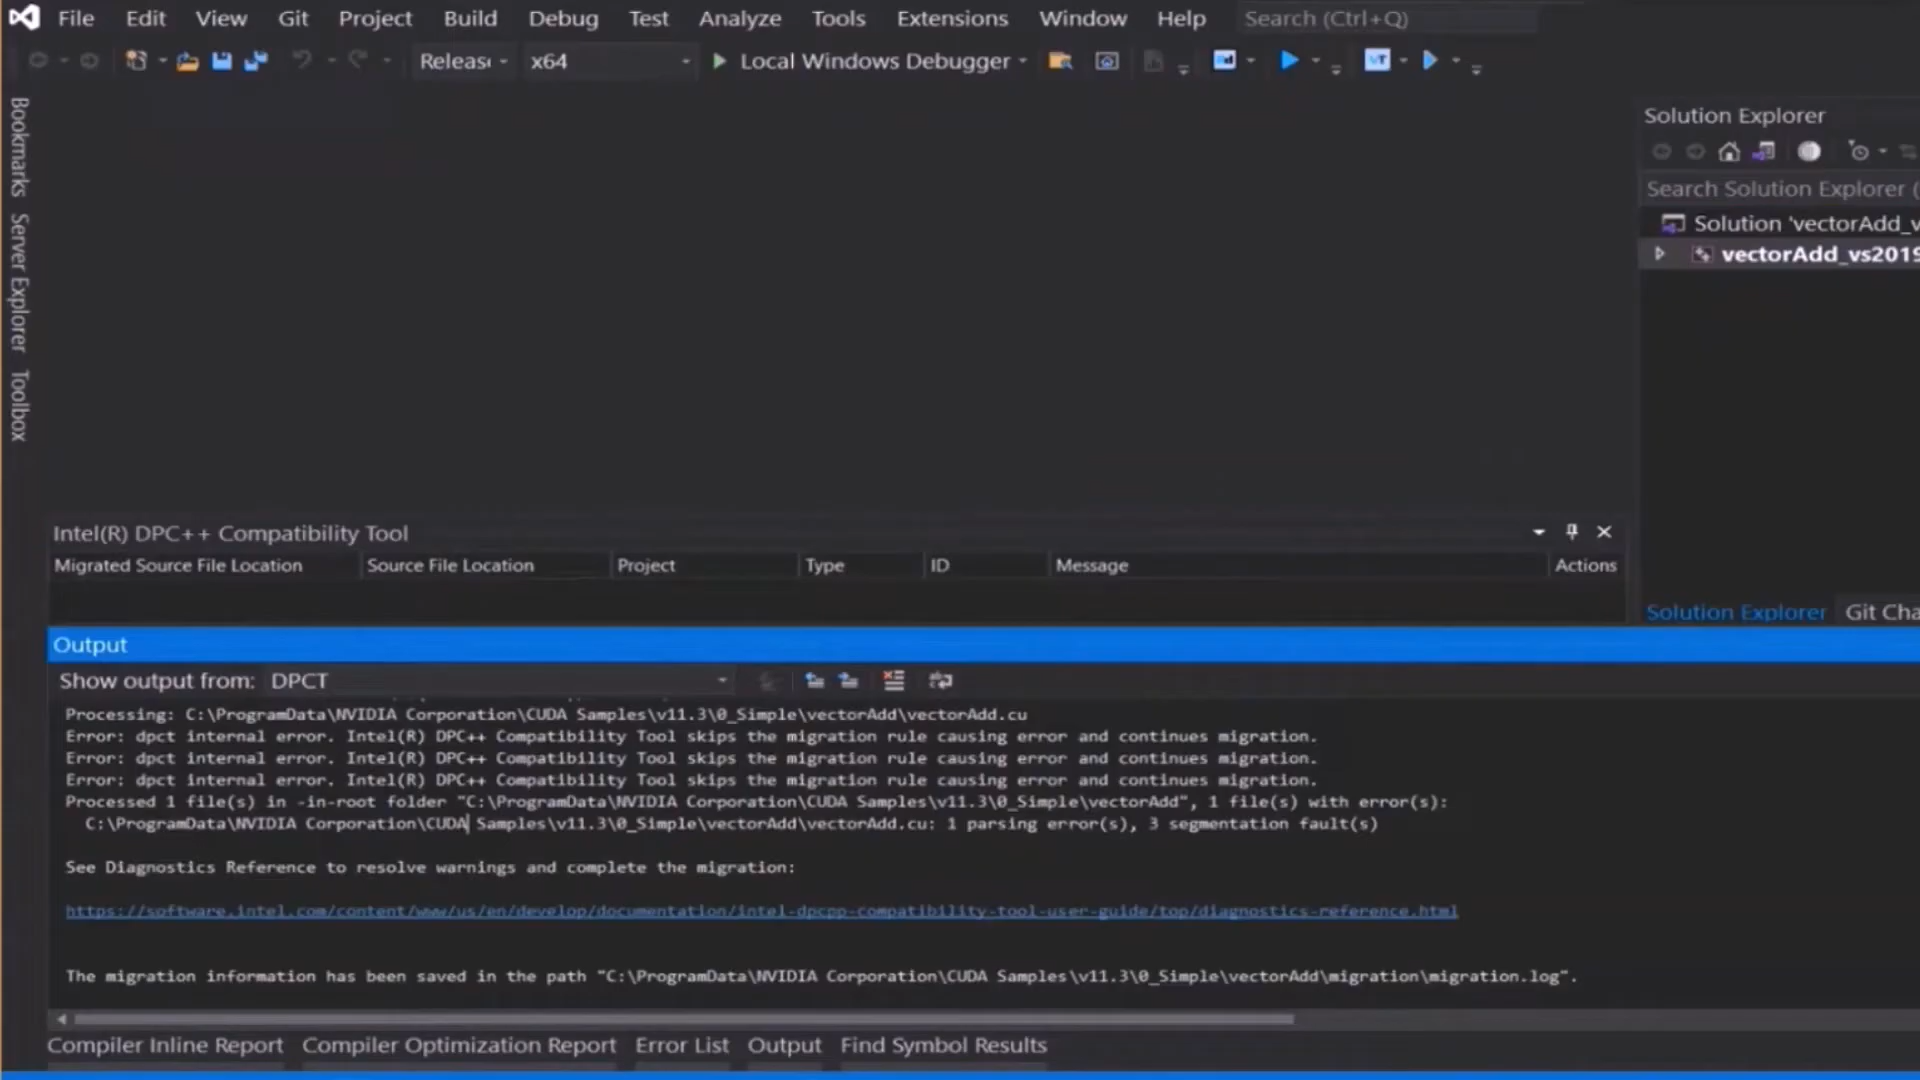 File Edit View Git Project Build Debug Test Analyze Tools Extensions Window Help Search (Ctrl+Q)
Releas x64 Local Windows Debugger
Bookmarks
Server Explorer
Toolbox
Solution Explorer
Search Solution Explorer (
Solution 'vectorAdd_v
vectorAdd_vs2019
Solution Explorer Git Cha
Intel(R) DPC++ Compatibility Tool
Migrated Source File Location Source File Location Project Type ID Message Actions
Output
Show output from: DPCT
Processing: C:\ProgramData\NVIDIA Corporation\CUDA Samples\v11.3\0_Simple\vectorAdd\vectorAdd.cu
Error: dpct internal error. Intel(R) DPC++ Compatibility Tool skips the migration rule causing error and continues migration.
Error: dpct internal error. Intel(R) DPC++ Compatibility Tool skips the migration rule causing error and continues migration.
Error: dpct internal error. Intel(R) DPC++ Compatibility Tool skips the migration rule causing error and continues migration.
Processed 1 file(s) in -in-root folder "C:\ProgramData\NVIDIA Corporation\CUDA Samples\v11.3\0_Simple\vectorAdd", 1 file(s) with error(s):
C:\ProgramData\NVIDIA Corporation\CUDA Samples\v11.3\0_Simple\vectorAdd\vectorAdd.cu: 1 parsing error(s), 3 segmentation fault(s)
See Diagnostics Reference to resolve warnings and complete the migration:
https://software.intel.com/content/www/us/en/develop/documentation/intel-dpcpp-compatibility-tool-user-guide/top/diagnostics-reference.html
The migration information has been saved in the path "C:\ProgramData\NVIDIA Corporation\CUDA Samples\v11.3\0_Simple\vectorAdd\migration\migration.log".
Compiler Inline Report Compiler Optimization Report Error List Output Find Symbol Results